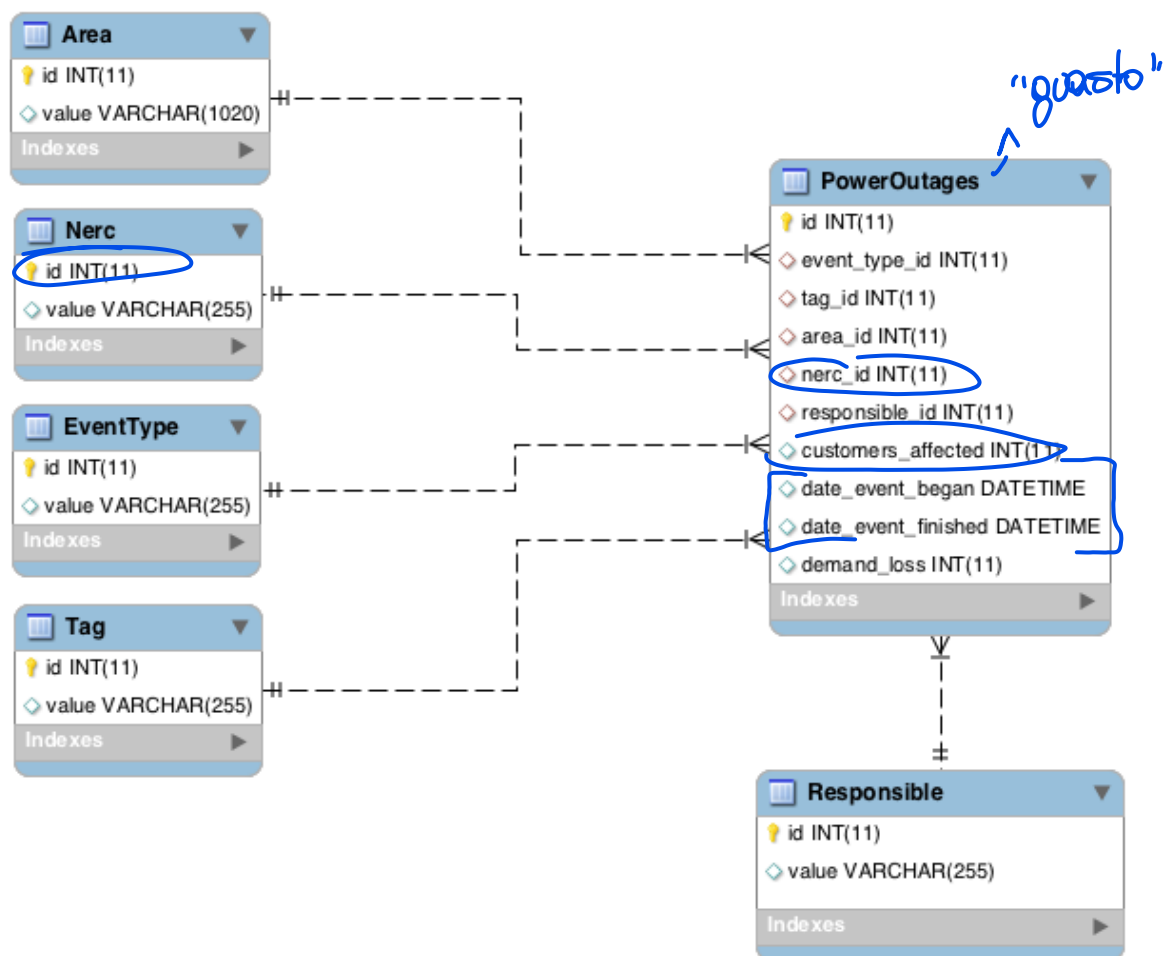 Area
id INT(11)
value VARCHAR(1020)
Indexes
Nerc
id INT(11)
value VARCHAR(255)
Indexes
EventType
id INT(11)
value VARCHAR(255)
Indexes
Tag
id INT(11)
value VARCHAR(255)
Indexes
"guasto"
PowerOutages
id INT(11)
event_type_id INT(11)
tag_id INT(11)
area_id INT(11)
nerc_id INT(11)
responsible_id INT(11)
customers_affected INT(11)
date_event_began DATETIME
date_event_finished DATETIME
demand_loss INT(11)
Indexes
Responsible
id INT(11)
value VARCHAR(255)
Indexes